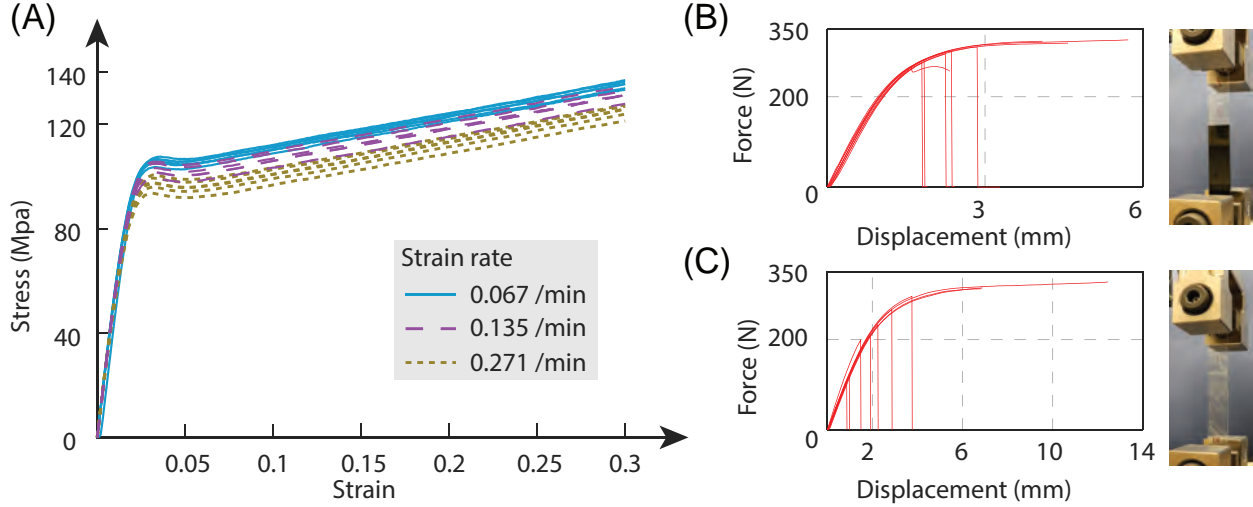 (A)
Stress (Mpa)
140
120
100
80
40
0
0.05
0.1
0.15
0.2
0.25
0.3
Strain
Strain rate
0.067 /min
0.135 /min
0.271 /min
(B)
Force (N)
350
200
0
3
6
Displacement (mm)
(C)
Force (N)
350
200
0
2
6
10
14
Displacement (mm)